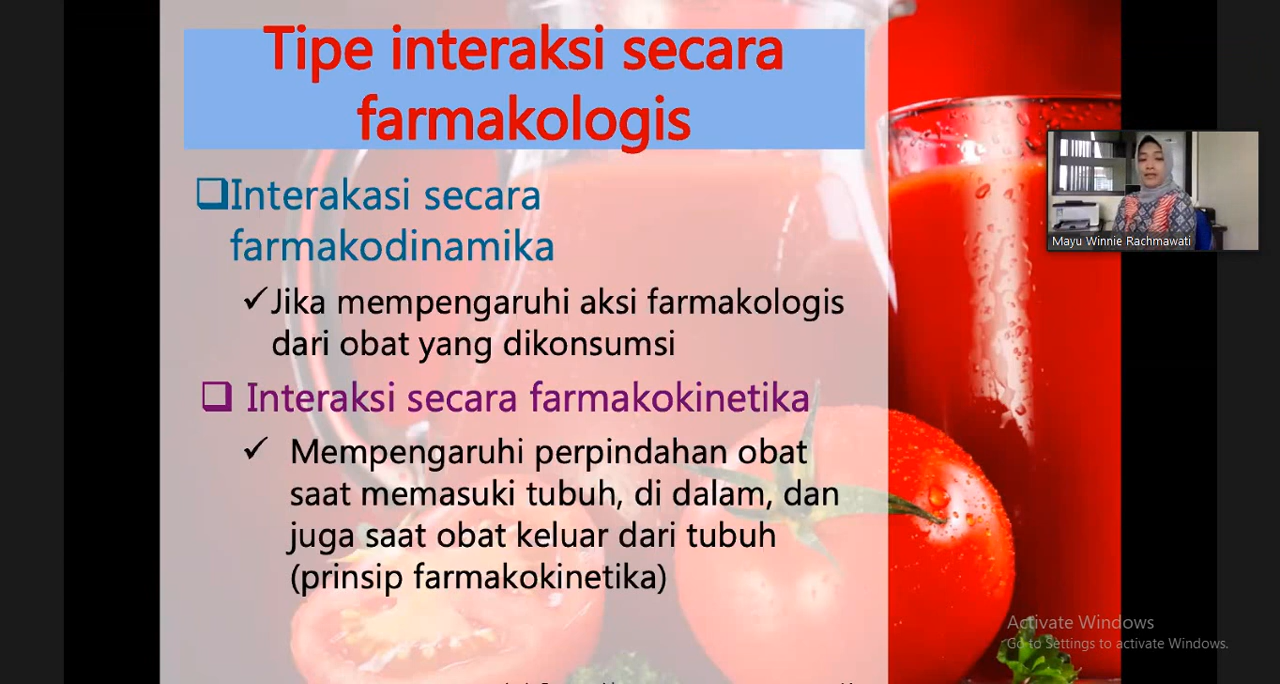 Tipe interaksi secara
farmakologis
❑Interakasi secara
farmakodinamika
✓Jika mempengaruhi aksi farmakologis
dari obat yang dikonsumsi
❑ Interaksi secara farmakokinetika
✓ Mempengaruhi perpindahan obat
saat memasuki tubuh, di dalam, dan
juga saat obat keluar dari tubuh
(prinsip farmakokinetika)
Mayu Winnie Rachmawati
Activate Windows
Go to Settings to activate Windows.